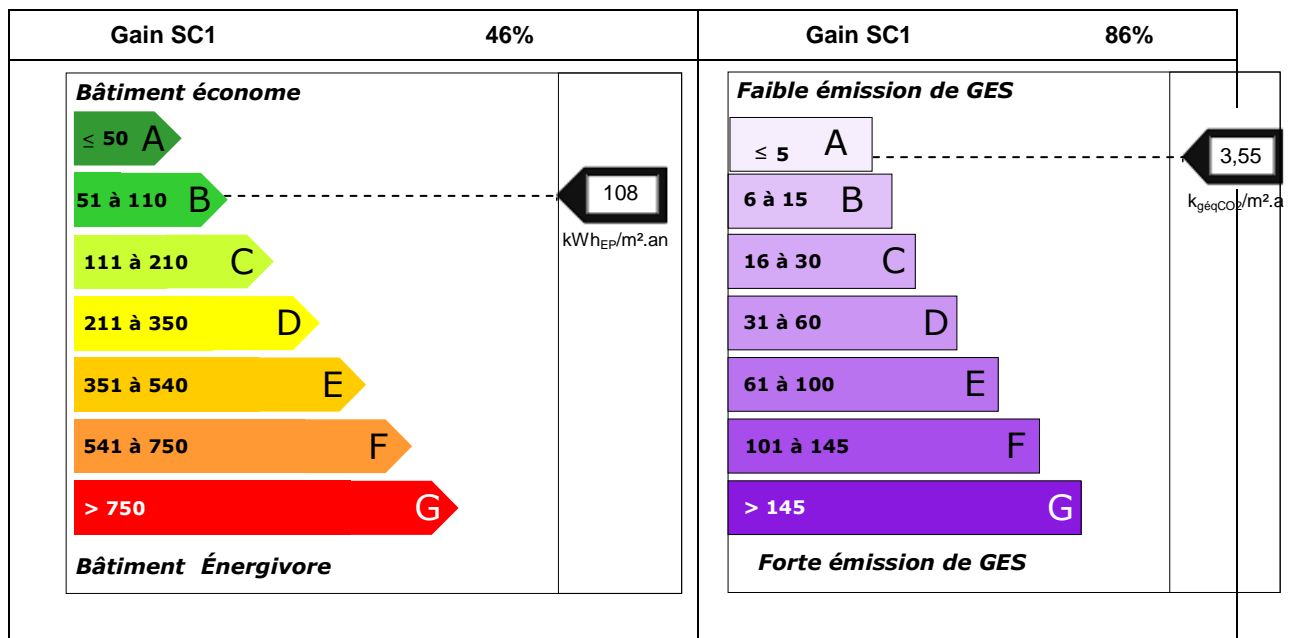 Gain SC1 46%
Bâtiment économe
≤ 50 A
51 à 110 B
108
kWhEP/m².an
111 à 210 C
211 à 350 D
351 à 540 E
541 à 750 F
> 750 G
Bâtiment Énergivore
Gain SC1 86%
Faible émission de GES
≤ 5 A
3,55
kgéqCO2/m².a
6 à 15 B
16 à 30 C
31 à 60 D
61 à 100 E
101 à 145 F
> 145 G
Forte émission de GES